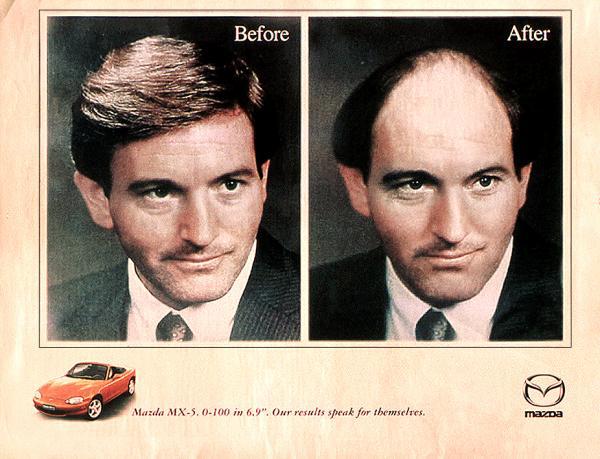 Before
After
Mazda MX-5. 0-100 in 6.9". Our results speak for themselves.
mazda